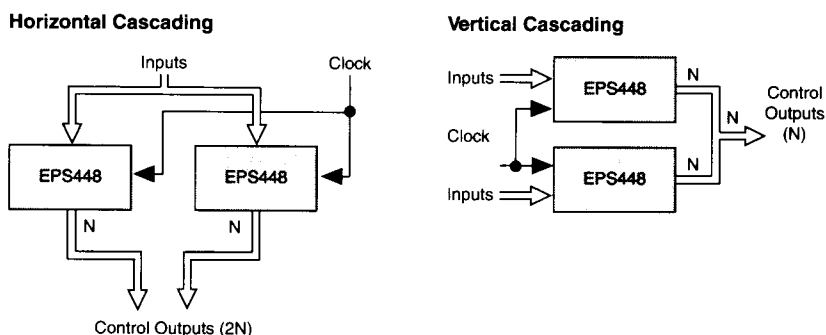 Horizontal Cascading
Inputs
Clock
EPS448
EPS448
N
N
Control Outputs (2N)
Vertical Cascading
Inputs
EPS448
N
Clock
N
Control
Outputs
(N)
N
Inputs
EPS448